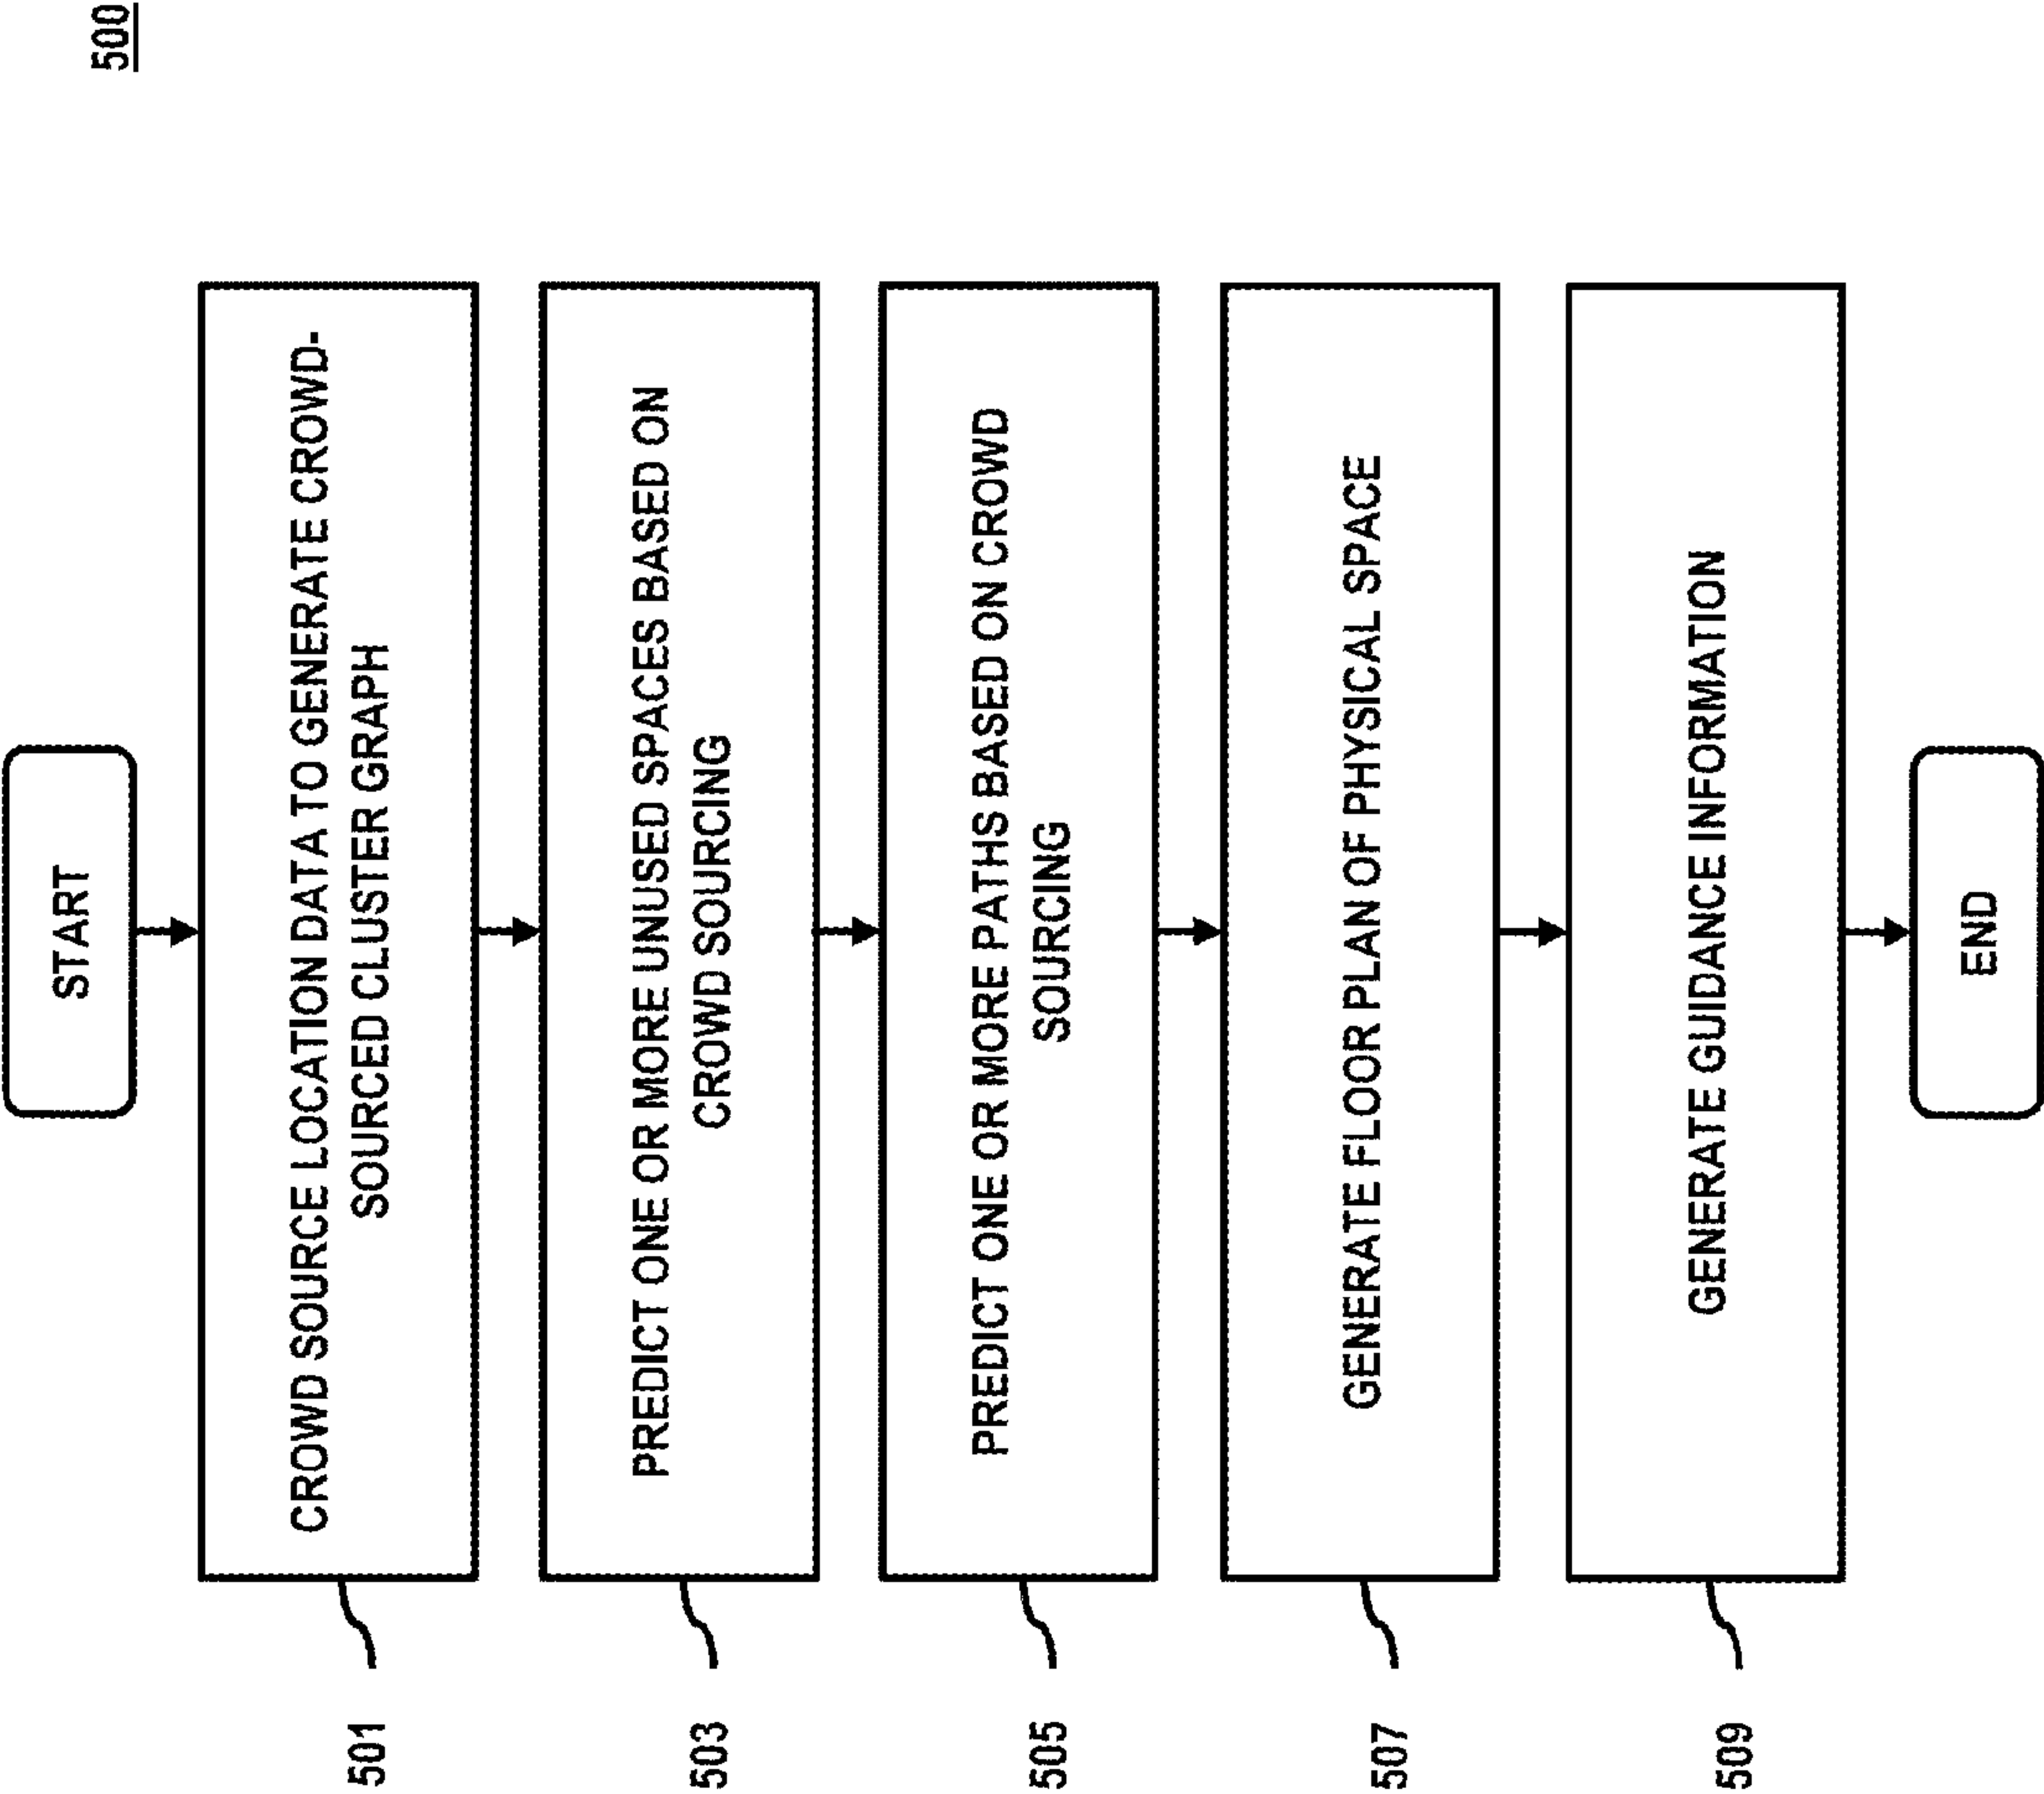 500
START
501
CROWD SOURCE LOCATION DATA TO GENERATE CROWD-
SOURCED CLUSTER GRAPH
503
PREDICT ONE OR MORE UNUSED SPACES BASED ON
CROWD SOURCING
505
PREDICT ONE OR MORE PATHS BASED ON CROWD
SOURCING
507
GENERATE FLOOR PLAN OF PHYSICAL SPACE
509
GENERATE GUIDANCE INFORMATION
END